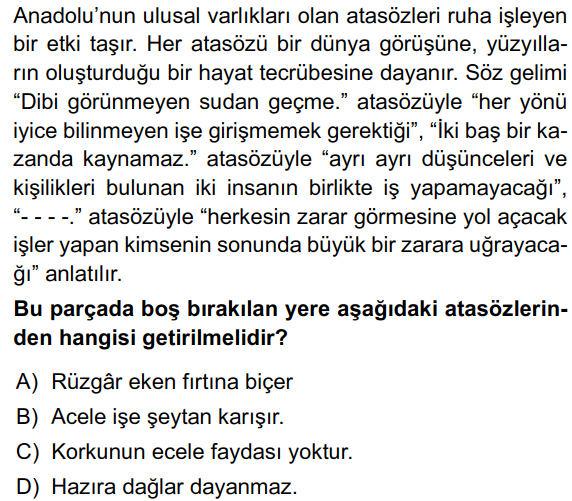 Anadolu’nun ulusal varlıkları olan atasözleri ruha işleyen
bir etki taşır. Her atasözü bir dünya görüşüne, yüzyılla-
rın oluşturduğu bir hayat tecrübesine dayanır. Söz gelimi
“Dibi görünmeyen sudan geçme.” atasözüyle “her yönü
iyice bilinmeyen işe girişmemek gerektiği”, “İki baş bir ka-
zanda kaynamaz.” atasözüyle “ayrı ayrı düşünceleri ve
kişilikleri bulunan iki insanın birlikte iş yapamayacağı”,
“- - - -.” atasözüyle “herkesin zarar görmesine yol açacak
işler yapan kimsenin sonunda büyük bir zarara uğrayaca-
ğı” anlatılır.
Bu parçada boş bırakılan yere aşağıdaki atasözlerin-
den hangisi getirilmelidir?
A) Rüzgâr eken fırtına biçer
B) Acele işe şeytan karışır.
C) Korkunun ecele faydası yoktur.
D) Hazıra dağlar dayanmaz.